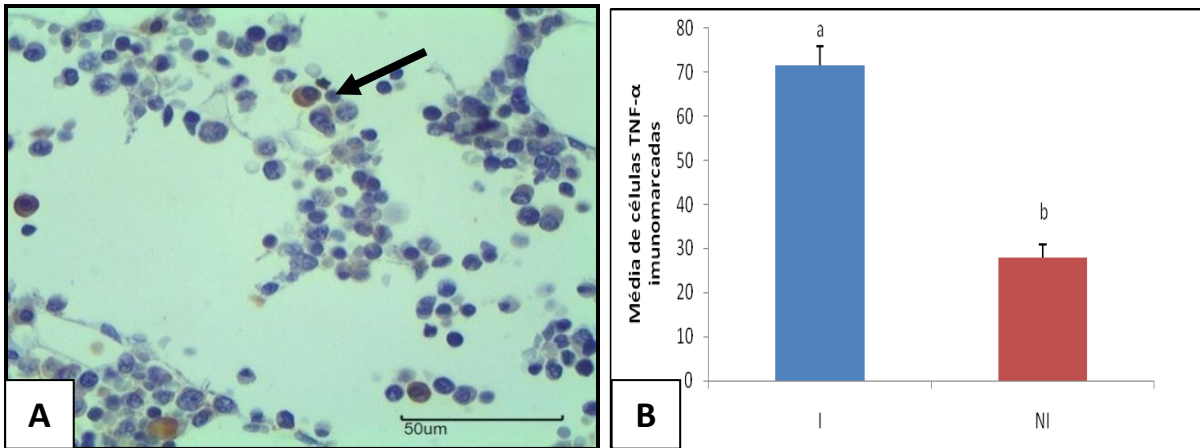 A
50um
B
Média de células TNF-α
imunomarcadas
80
70
60
50
40
30
20
10
0
a
b
I
NI